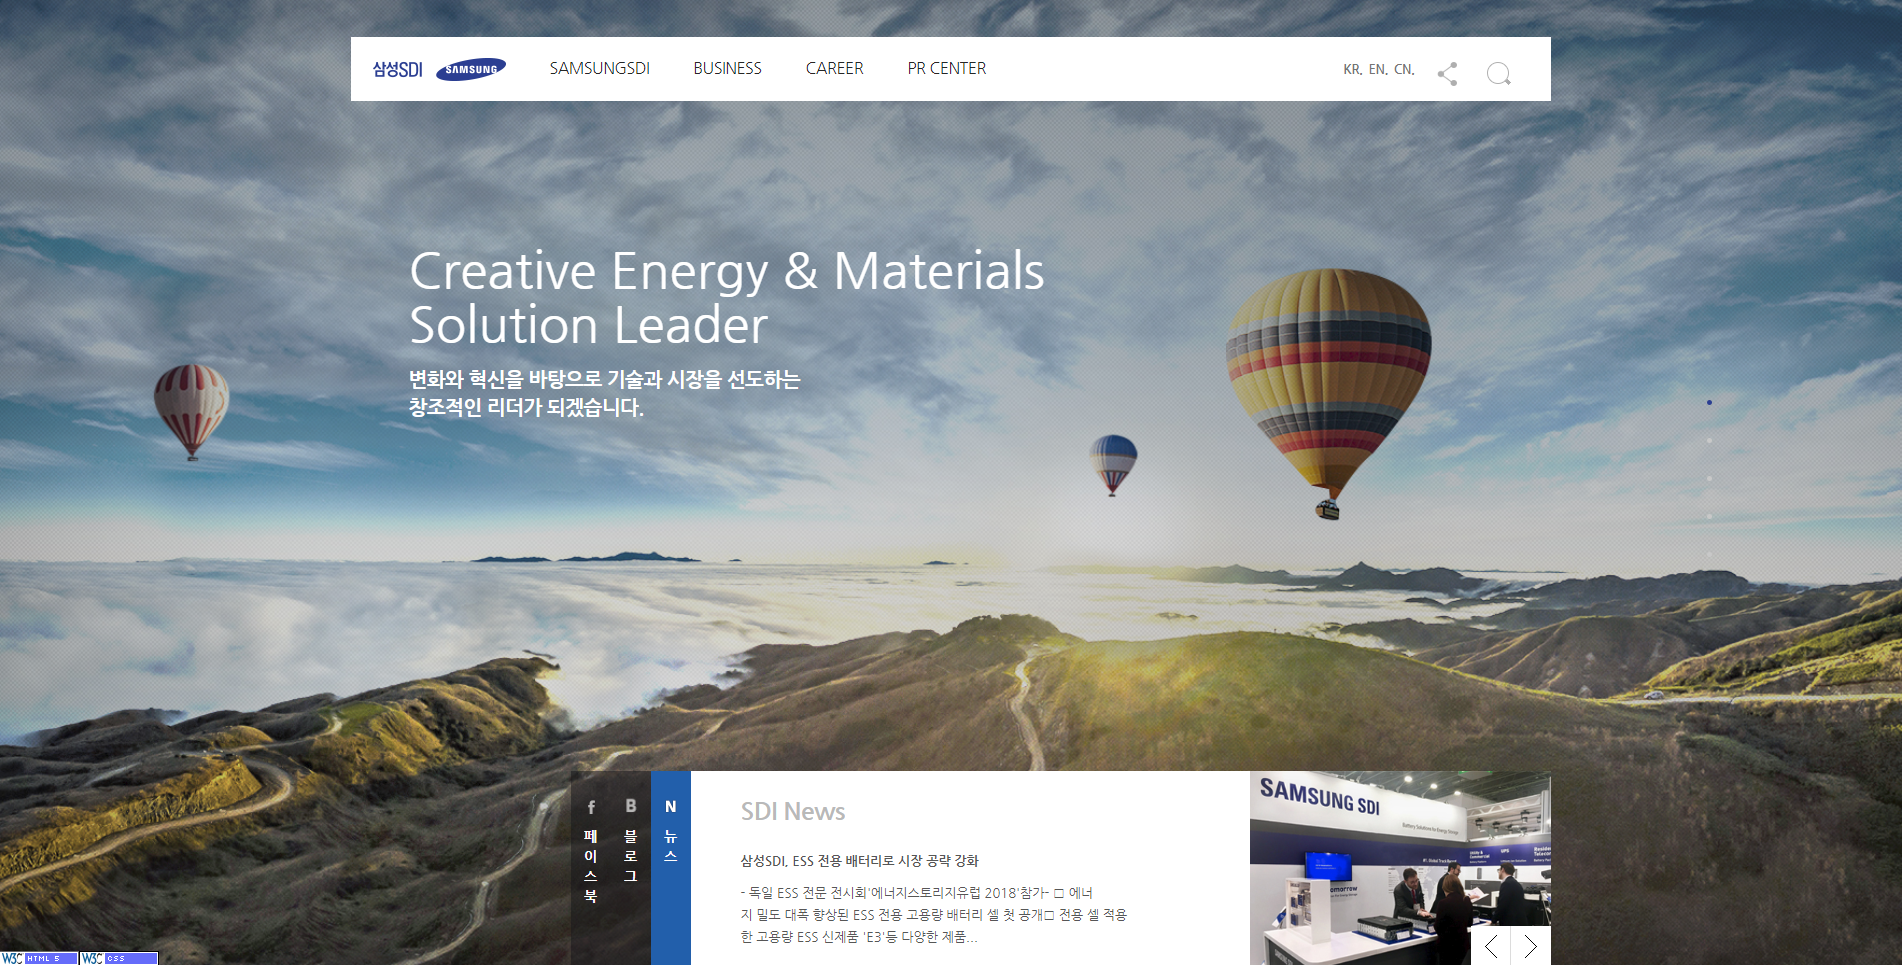 삼성SDI SAMSUNG SAMSUNGSDI BUSINESS CAREER PR CENTER KR. EN. CN.
Creative Energy & Materials
Solution Leader
변화와 혁신을 바탕으로 기술과 시장을 선도하는
창조적인 리더가 되겠습니다.
f 페이스북
B 블로그
N 뉴스
SDI News
삼성SDI, ESS 전용 배터리로 시장 공략 강화
- 독일 ESS 전문 전시회'에너지스토리지유럽 2018'참가- □ 에너
지 밀도 대폭 향상된 ESS 전용 고용량 배터리 셀 첫 공개□ 전용 셀 적용
한 고용량 ESS 신제품 'E3'등 다양한 제품...
SAMSUNG SDI
Battery Solutions for Energy Storage
W3C HTML 5 W3C CSS